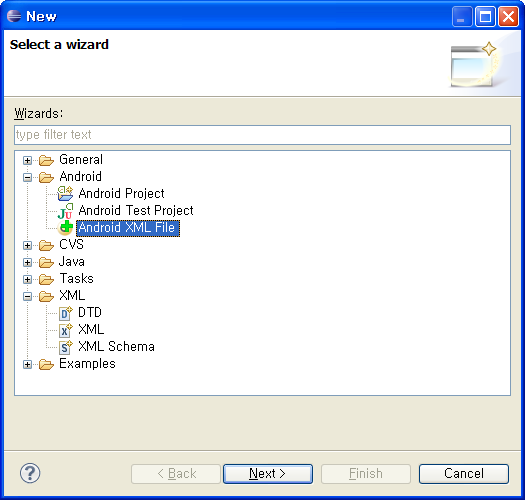 New
Select a wizard
Wizards:
type filter text
General
Android
Android Project
Android Test Project
Android XML File
CVS
Java
Tasks
XML
DTD
XML
XML Schema
Examples
< Back
Next >
Finish
Cancel